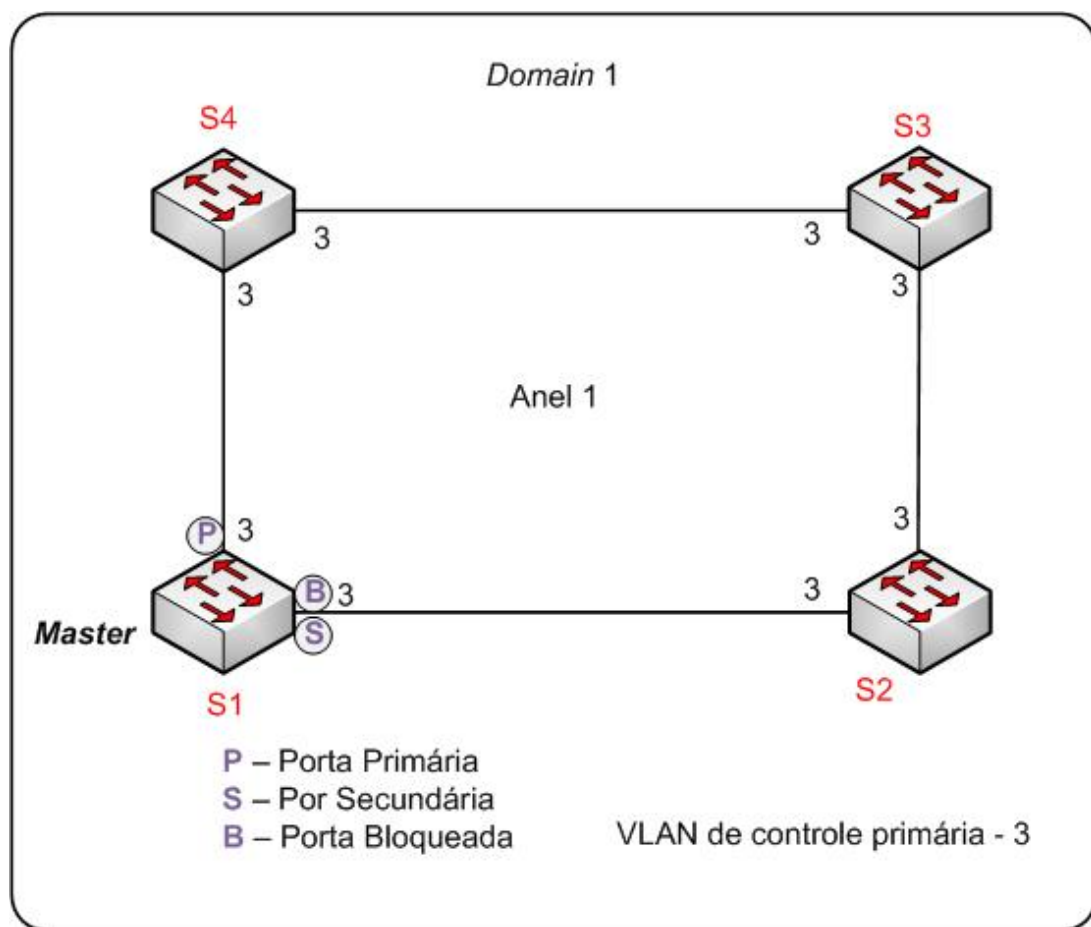 Domain 1
S4
S3
3
3
3
3
Anel 1
P
3
3
B
3
3
S
Master
S1
S2
P – Porta Primária
S – Por Secundária
B – Porta Bloqueada
VLAN de controle primária - 3